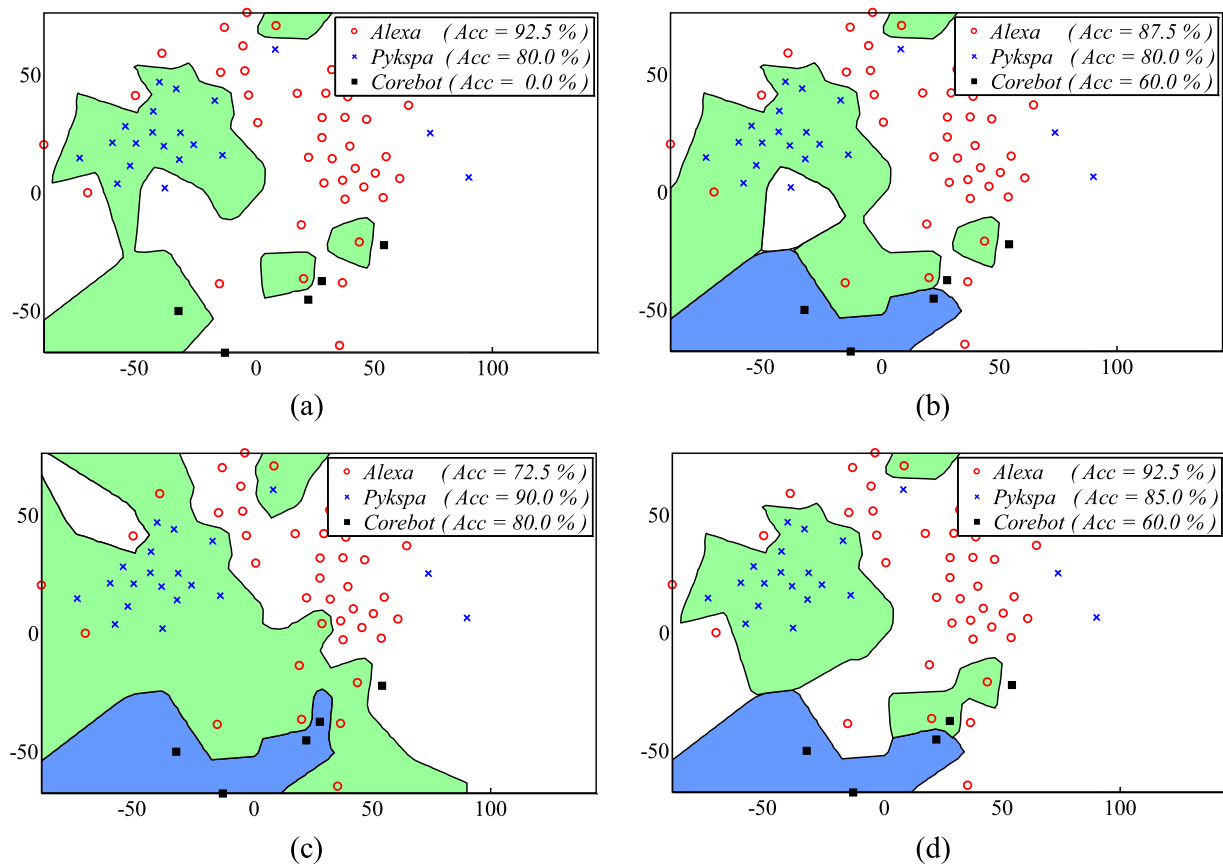 Alexa (Acc = 92.5 %)
Pykspa (Acc = 80.0 %)
Corebot (Acc = 0.0 %)
50
0
-50
-50 0 50 100
(a)
Alexa (Acc = 87.5 %)
Pykspa (Acc = 80.0 %)
Corebot (Acc = 60.0 %)
50
0
-50
-50 0 50 100
(b)
Alexa (Acc = 72.5 %)
Pykspa (Acc = 90.0 %)
Corebot (Acc = 80.0 %)
50
0
-50
-50 0 50 100
(c)
Alexa (Acc = 92.5 %)
Pykspa (Acc = 85.0 %)
Corebot (Acc = 60.0 %)
50
0
-50
-50 0 50 100
(d)